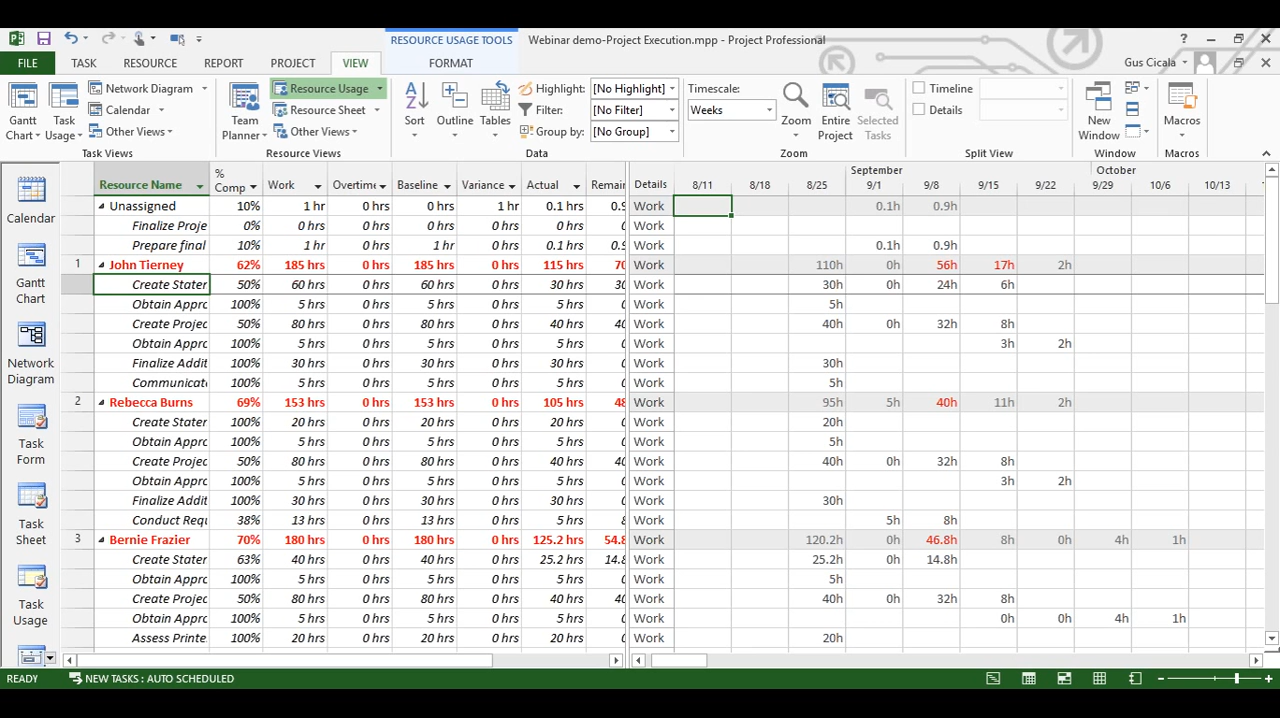 RESOURCE USAGE TOOLS
Webinar demo-Project Execution.mpp - Project Professional
?
FILE TASK RESOURCE REPORT PROJECT VIEW FORMAT Gus Cicala
Gantt Chart
Task Usage
Network Diagram
Calendar
Other Views
Task Views
Team Planner
Resource Usage
Resource Sheet
Other Views
Resource Views
Sort
Outline
Tables
Highlight: [No Highlight]
Filter: [No Filter]
Group by: [No Group]
Data
Timescale:
Weeks
Zoom
Entire Project
Selected Tasks
Zoom
Timeline
Details
Split View
New Window
Window
Macros
Macros
Calendar
Gantt Chart
Network Diagram
Task Form
Task Sheet
Task Usage
September October
Resource Name % Comp Work Overtime Baseline Variance Actual Remain Details 8/11 8/18 8/25 9/1 9/8 9/15 9/22 9/29 10/6 10/13
Unassigned 10% 1 hr 0 hrs 0 hrs 1 hr 0.1 hrs 0.9 Work 0.1h 0.9h
Finalize Proje 0% 0 hrs 0 hrs 0 hrs 0 hrs 0 hrs 0 Work
Prepare final 10% 1 hr 0 hrs 1 hr 0 hrs 0.1 hrs 0.9 Work 0.1h 0.9h
1 John Tierney 62% 185 hrs 0 hrs 185 hrs 0 hrs 115 hrs 70 Work 110h 0h 56h 17h 2h
Create Stater 50% 60 hrs 0 hrs 60 hrs 0 hrs 30 hrs 30 Work 30h 0h 24h 6h
Obtain Appro 100% 5 hrs 0 hrs 5 hrs 0 hrs 5 hrs 0 Work 5h
Create Projec 50% 80 hrs 0 hrs 80 hrs 0 hrs 40 hrs 40 Work 40h 0h 32h 8h
Obtain Appro 100% 5 hrs 0 hrs 5 hrs 0 hrs 5 hrs 0 Work 3h 2h
Finalize Addit 100% 30 hrs 0 hrs 30 hrs 0 hrs 30 hrs 0 Work 30h
Communicate 100% 5 hrs 0 hrs 5 hrs 0 hrs 5 hrs 0 Work 5h
2 Rebecca Burns 69% 153 hrs 0 hrs 153 hrs 0 hrs 105 hrs 48 Work 95h 5h 40h 11h 2h
Create Stater 100% 20 hrs 0 hrs 20 hrs 0 hrs 20 hrs 0 Work 20h
Obtain Appro 100% 5 hrs 0 hrs 5 hrs 0 hrs 5 hrs 0 Work 5h
Create Projec 50% 80 hrs 0 hrs 80 hrs 0 hrs 40 hrs 40 Work 40h 0h 32h 8h
Obtain Appro 100% 5 hrs 0 hrs 5 hrs 0 hrs 5 hrs 0 Work 3h 2h
Finalize Addit 100% 30 hrs 0 hrs 30 hrs 0 hrs 30 hrs 0 Work 30h
Conduct Requ 38% 13 hrs 0 hrs 13 hrs 0 hrs 5 hrs 8 Work 5h 8h
3 Bernie Frazier 70% 180 hrs 0 hrs 180 hrs 0 hrs 125.2 hrs 54.8 Work 120.2h 0h 46.8h 8h 0h 4h 1h
Create Stater 63% 40 hrs 0 hrs 40 hrs 0 hrs 25.2 hrs 14.8 Work 25.2h 0h 14.8h
Obtain Appro 100% 5 hrs 0 hrs 5 hrs 0 hrs 5 hrs 0 Work 5h
Create Projec 50% 80 hrs 0 hrs 80 hrs 0 hrs 40 hrs 40 Work 40h 0h 32h 8h
Obtain Appro 100% 5 hrs 0 hrs 5 hrs 0 hrs 5 hrs 0 Work 0h 0h 4h 1h
Assess Printe 100% 20 hrs 0 hrs 20 hrs 0 hrs 20 hrs 0 Work 20h
READY NEW TASKS : AUTO SCHEDULED